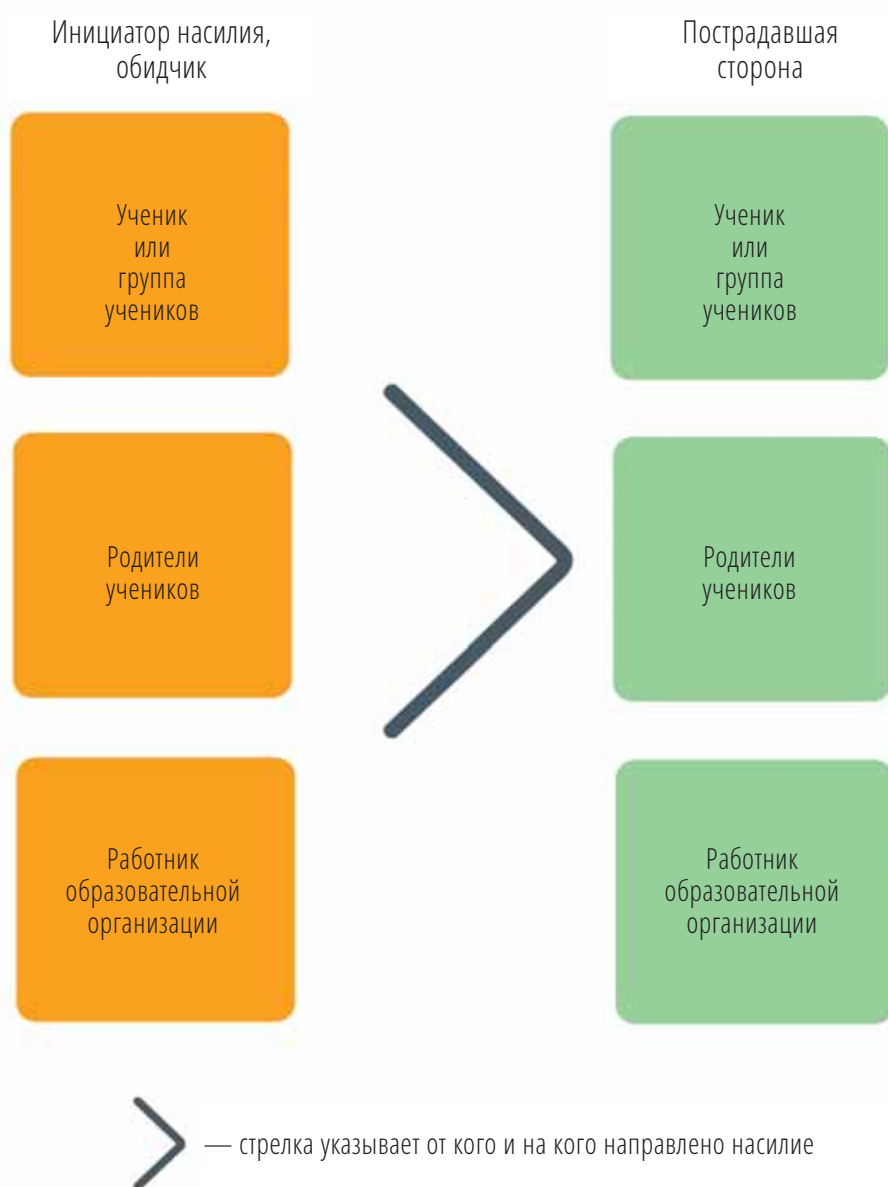 Инициатор насилия,
обидчик
Пострадавшая
сторона
Ученик
или
группа
учеников
Ученик
или
группа
учеников
Родители
учеников
Родители
учеников
Работник
образовательной
организации
Работник
образовательной
организации
— стрелка указывает от кого и на кого направлено насилие